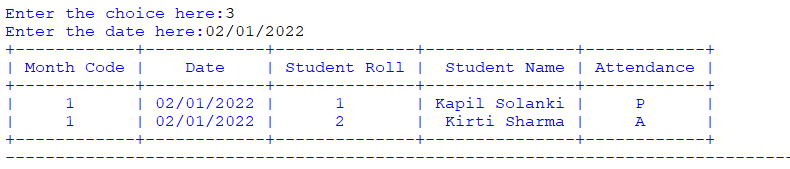 Enter the choice here:3
Enter the date here:02/01/2022
+------------+------------+--------------+---------------+------------+
| Month Code |    Date    | Student Roll |  Student Name | Attendance |
+------------+------------+--------------+---------------+------------+
|     1      | 02/01/2022 |      1       | Kapil Solanki |     P      |
|     1      | 02/01/2022 |      2       |  Kirti Sharma |     A      |
+------------+------------+--------------+---------------+------------+
-------------------------------------------------------------------------------